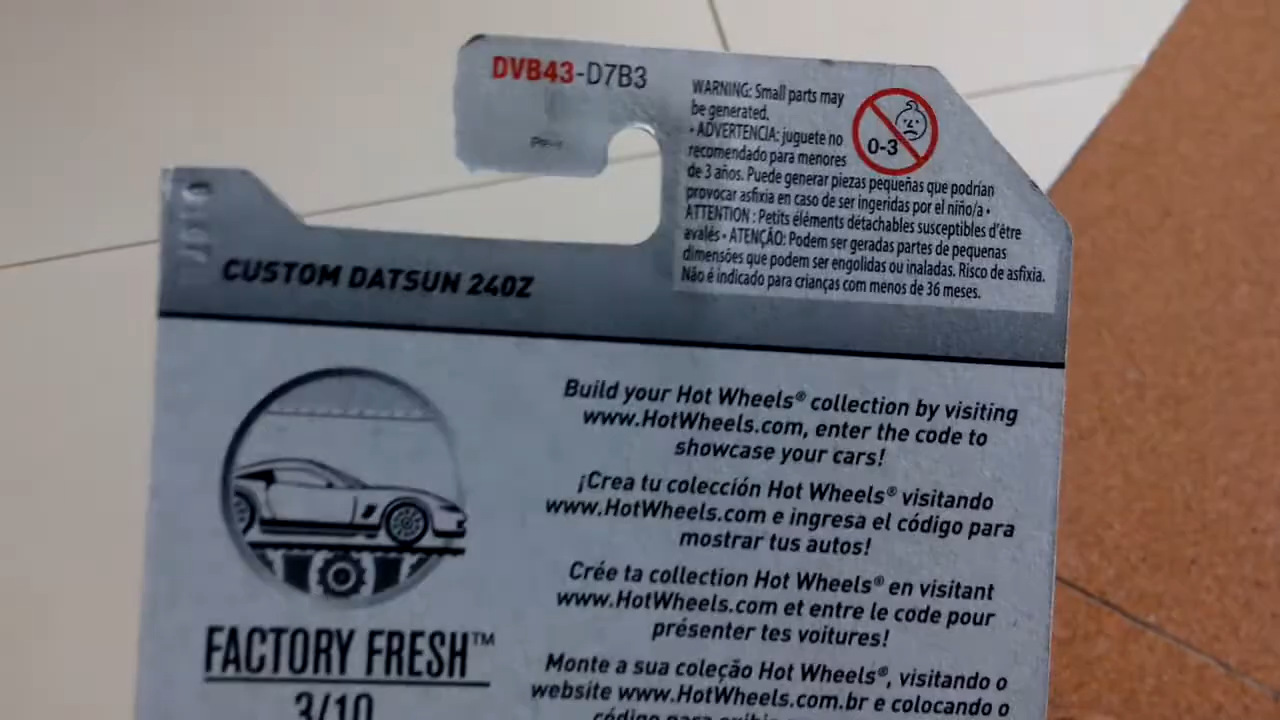 DVB43-D7B3
WARNING: Small parts may
be generated.
• ADVERTENCIA: juguete no
recomendado para menores
de 3 años. Puede generar piezas pequeñas que podrían
provocar asfixia en caso de ser ingeridas por el niño/a •
ATTENTION : Petits éléments détachables susceptibles d'être
avalés • ATENÇÃO: Podem ser geradas partes de pequenas
dimensões que podem ser engolidas ou inaladas. Risco de asfixia.
Não é indicado para crianças com menos de 36 meses.
0-3
CUSTOM DATSUN 240Z
Build your Hot Wheels® collection by visiting
www.HotWheels.com, enter the code to
showcase your cars!
¡Crea tu colección Hot Wheels® visitando
www.HotWheels.com e ingresa el código para
mostrar tus autos!
Crée ta collection Hot Wheels® en visitant
www.HotWheels.com et entre le code pour
présenter tes voitures!
Monte a sua coleção Hot Wheels®, visitando o
website www.HotWheels.com.br e colocando o
código para
FACTORY FRESH™
3/10